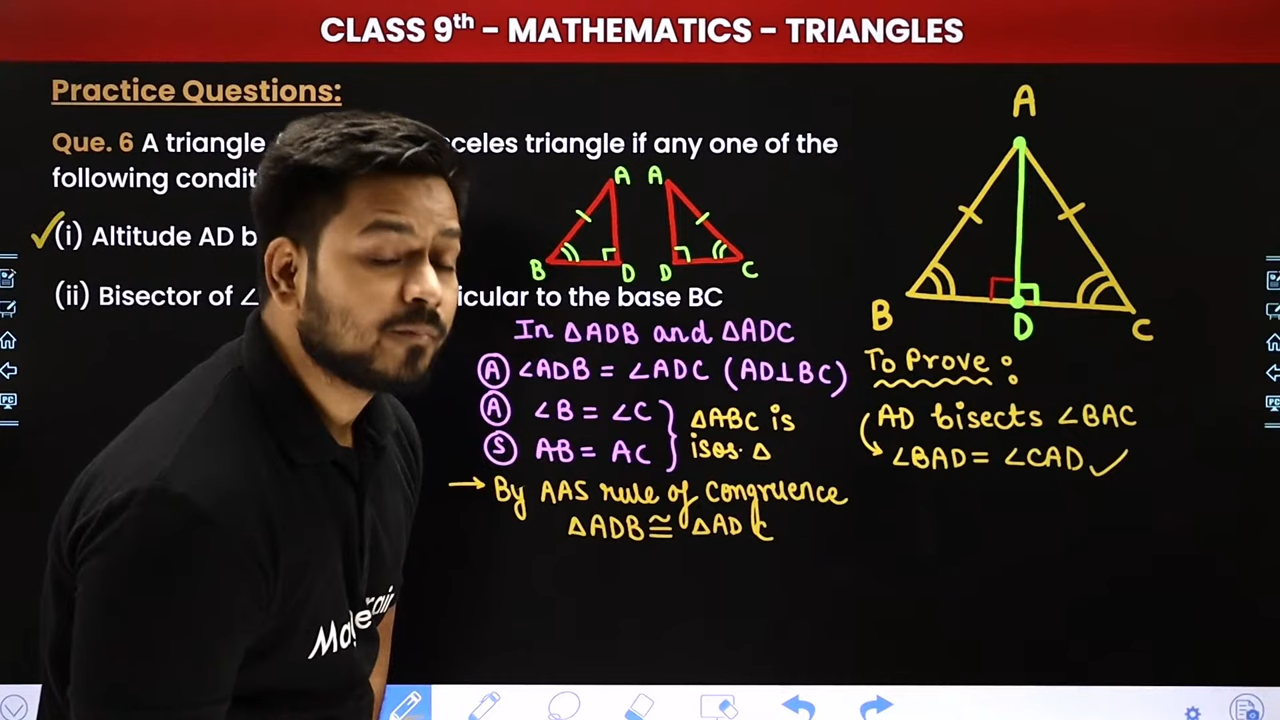 CLASS 9th – MATHEMATICS – TRIANGLES
Practice Questions:
Que. 6 A triangle celes triangle if any one of the
following condit
(i) Altitude AD b
(ii) Bisector of ∠ icular to the base BC
A A
B D D C
In ΔADB and ΔADC
A ∠ADB = ∠ADC (AD⊥BC)
A ∠B = ∠C
S AB = AC
ΔABC is
isos. Δ
→ By AAS rule of congruence
ΔADB ≅ ΔADC
A
B D C
To Prove :
AD bisects ∠BAC
∠BAD = ∠CAD ✓
PC
PC